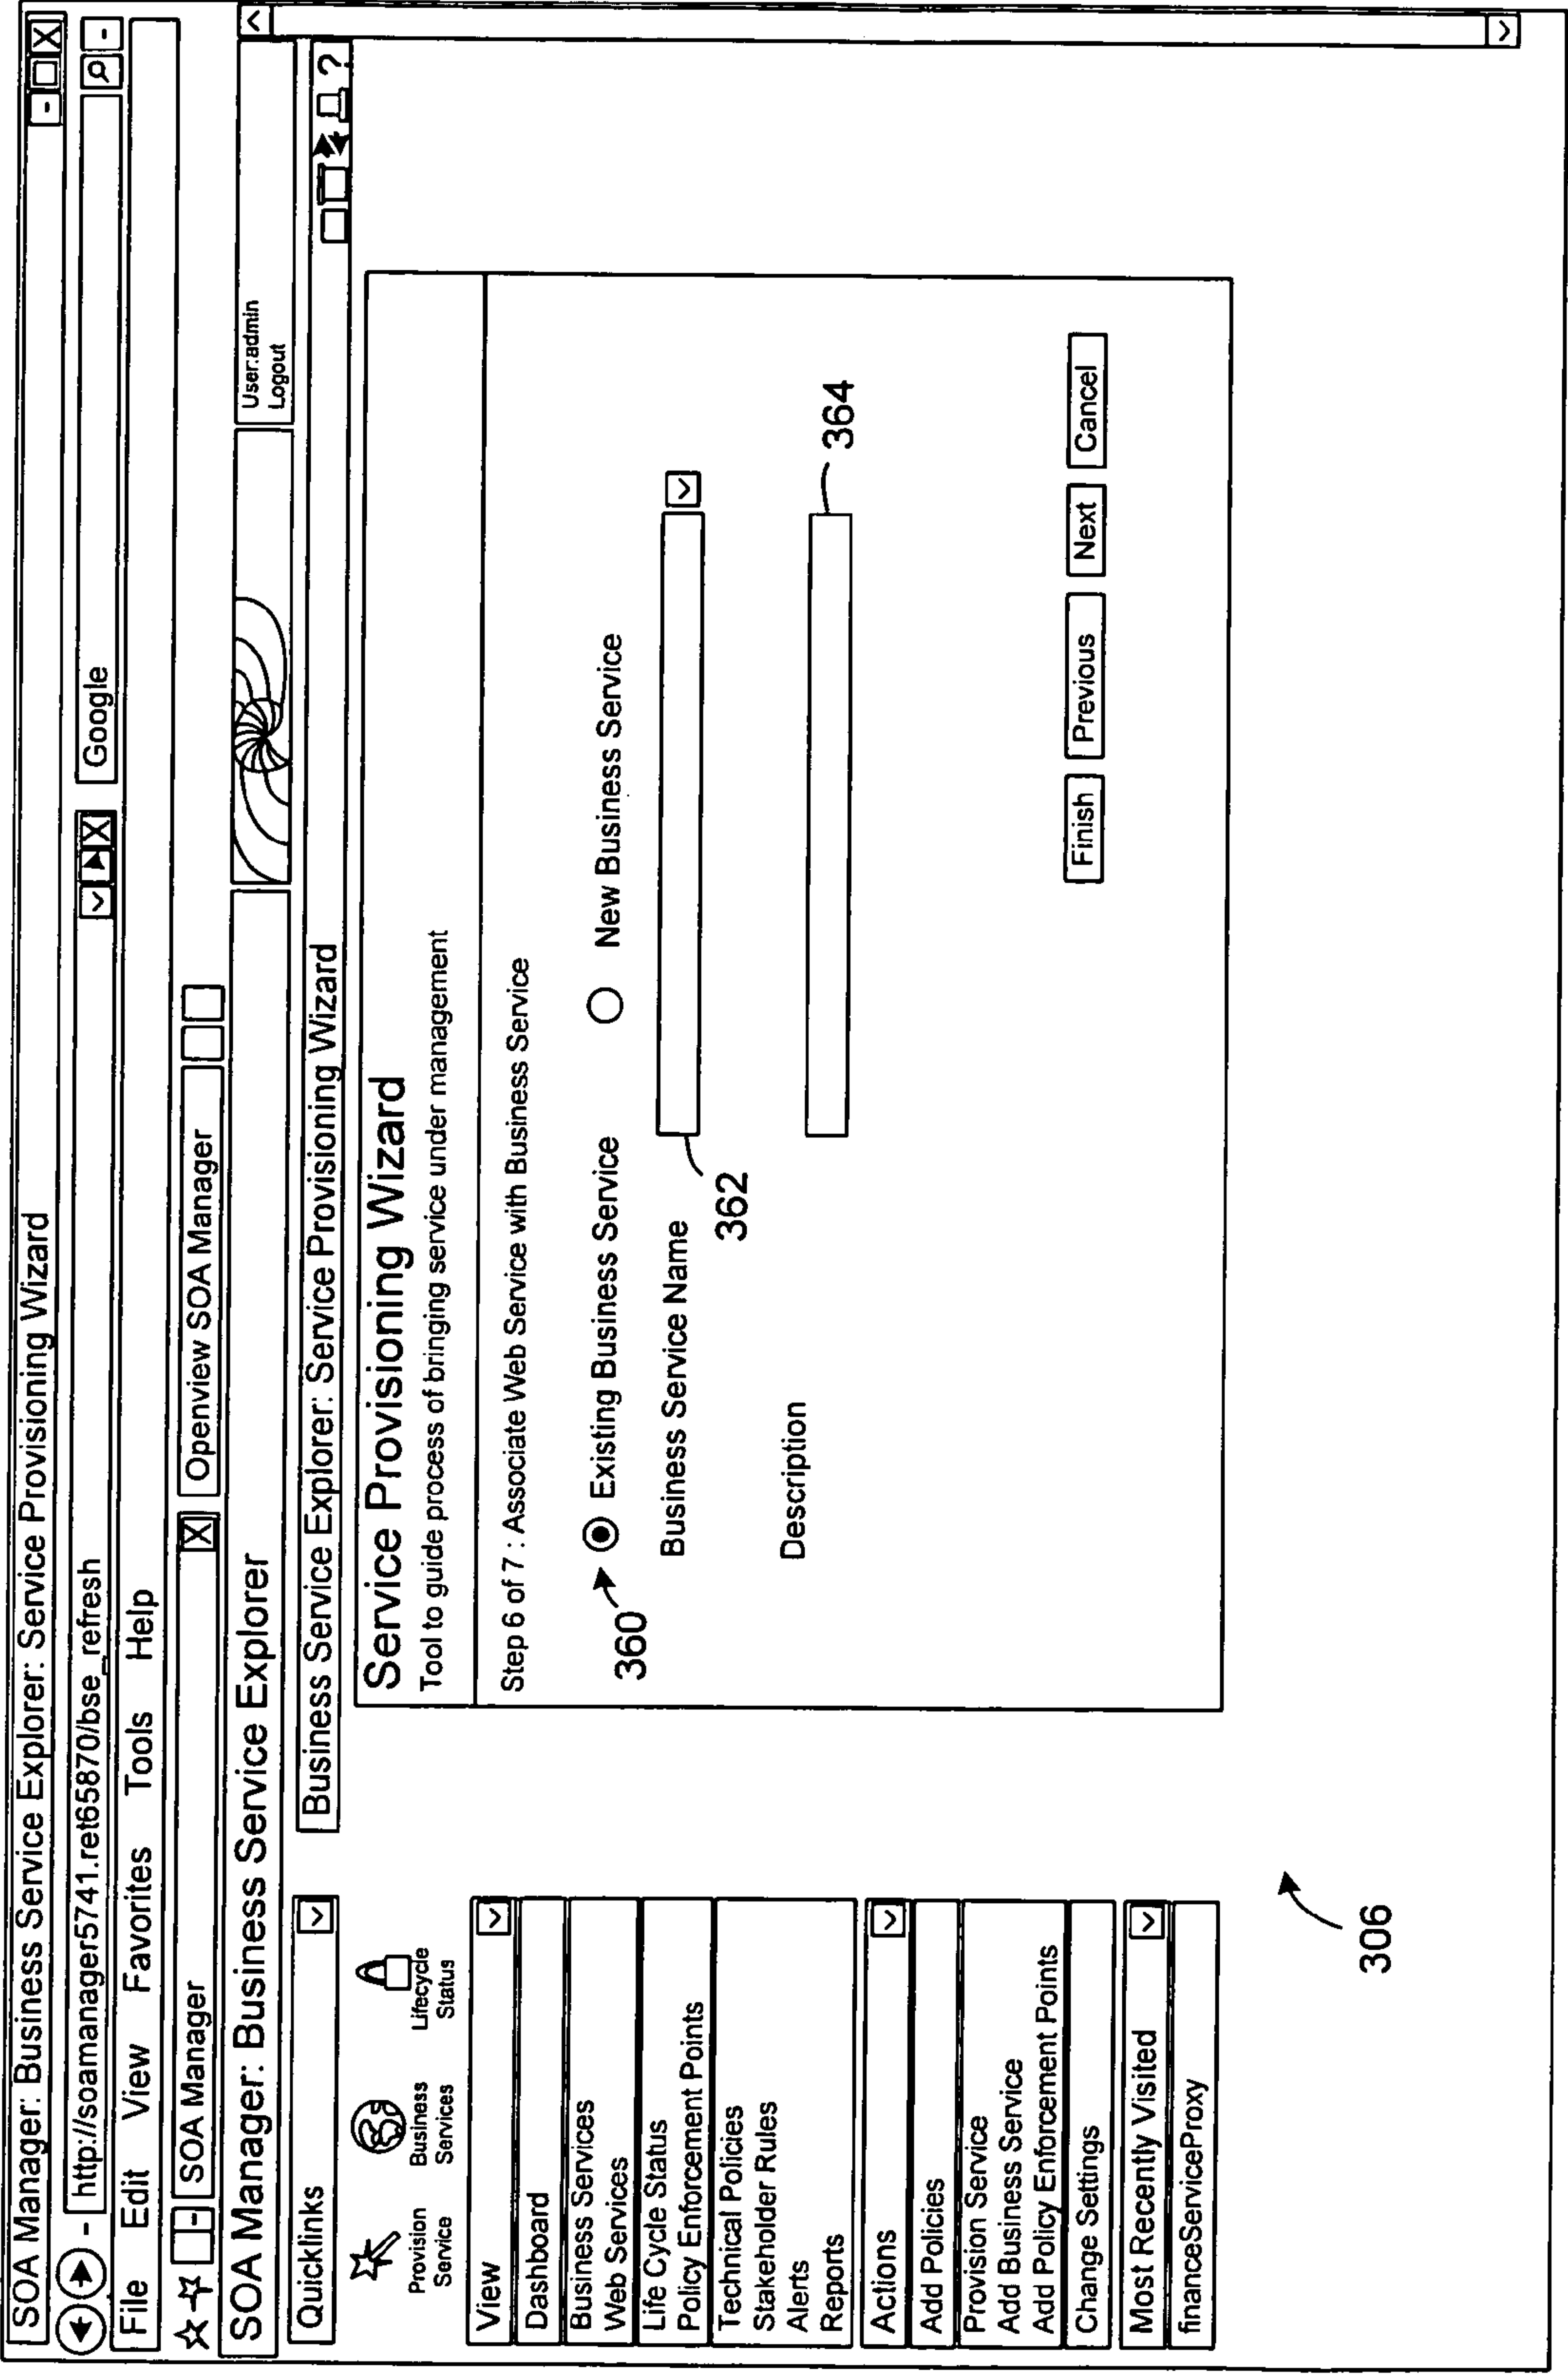 SOA Manager: Business Service Explorer: Service Provisioning Wizard
http://soamanager5741.ret65870/bse_refresh
Google
File Edit View Favorites Tools Help
SOA Manager
Openview SOA Manager
SOA Manager: Business Service Explorer
User:admin
Logout
Quicklinks
Business Service Explorer: Service Provisioning Wizard
?
Provision
Service
Business
Services
Lifecycle
Status
View
Dashboard
Business Services
Web Services
Life Cycle Status
Policy Enforcement Points
Technical Policies
Stakeholder Rules
Alerts
Reports
Actions
Add Policies
Provision Service
Add Business Service
Add Policy Enforcement Points
Change Settings
Most Recently Visited
financeServiceProxy
Service Provisioning Wizard
Tool to guide process of bringing service under management
Step 6 of 7 : Associate Web Service with Business Service
360
Existing Business Service
New Business Service
Business Service Name
362
Description
364
Finish Previous Next Cancel
306